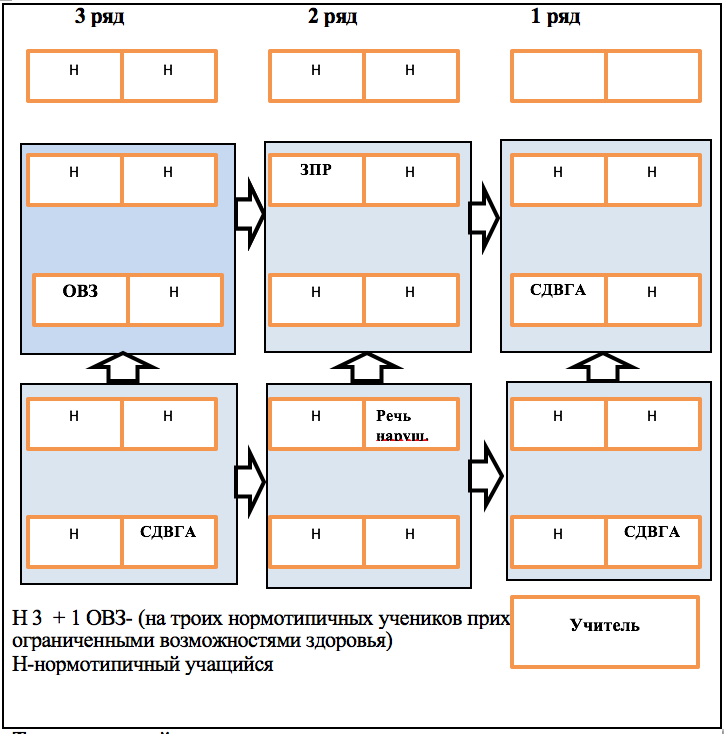 3 ряд 2 ряд 1 ряд
Н Н Н Н
Н Н ЗПР Н Н Н
ОВЗ Н Н Н СДВГА Н
Н Н Н Речь наруш. Н Н
Н СДВГА Н Н Н СДВГА
Н 3 + 1 ОВЗ- (на троих нормотипичных учеников прих
ограниченными возможностями здоровья)
Н-нормотипичный учащийся
Учитель